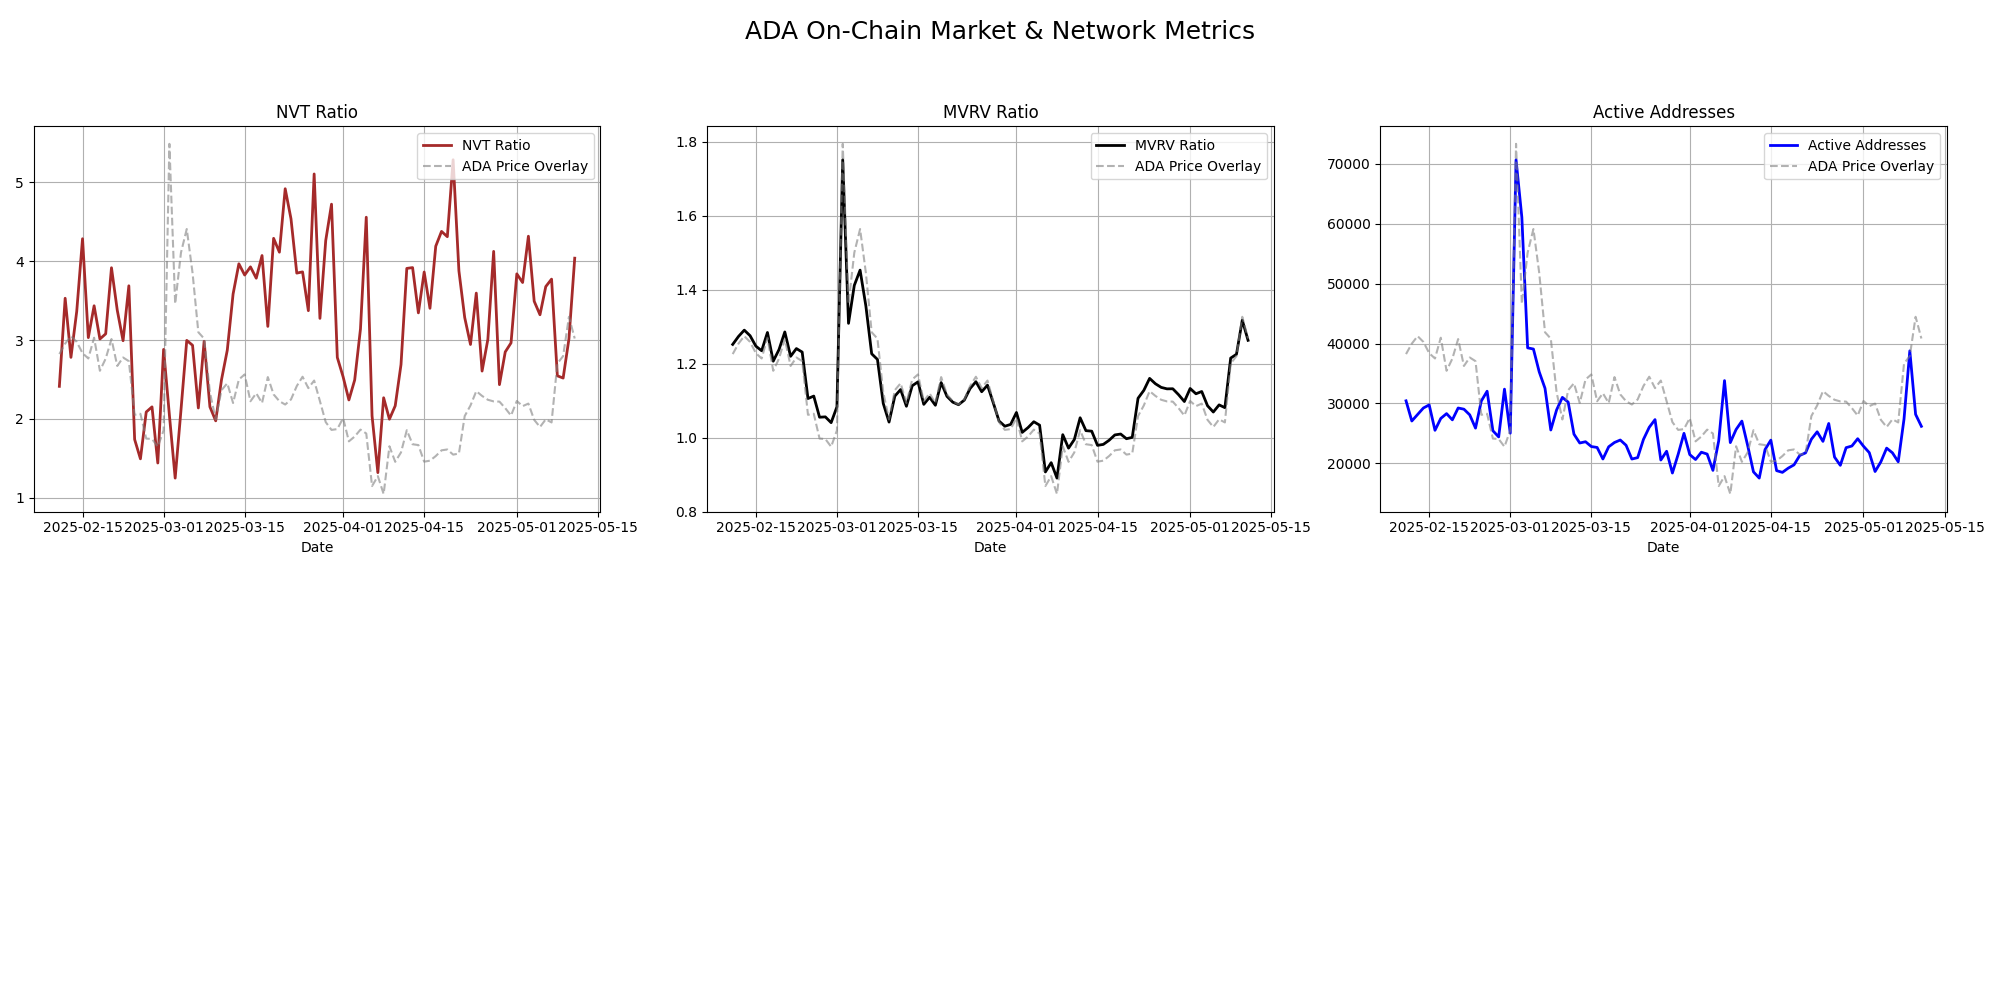 ADA On-Chain Market & Network Metrics
NVT Ratio
NVT Ratio
ADA Price Overlay
5
4
3
2
1
2025-02-15 2025-03-01 2025-03-15 2025-04-01 2025-04-15 2025-05-01 2025-05-15
Date
MVRV Ratio
MVRV Ratio
ADA Price Overlay
1.8
1.6
1.4
1.2
1.0
0.8
2025-02-15 2025-03-01 2025-03-15 2025-04-01 2025-04-15 2025-05-01 2025-05-15
Date
Active Addresses
Active Addresses
ADA Price Overlay
70000
60000
50000
40000
30000
20000
2025-02-15 2025-03-01 2025-03-15 2025-04-01 2025-04-15 2025-05-01 2025-05-15
Date